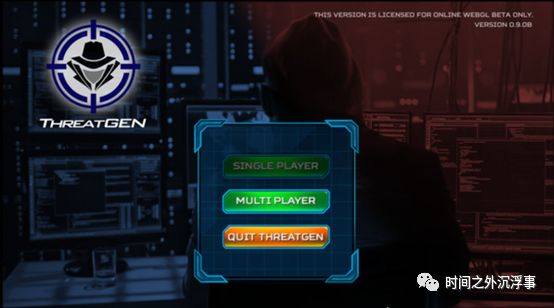 THIS VERSION IS LICENSED FOR ONLINE WEBGL BETA ONLY.
VERSION 0.9.0B
THREATGEN
SINGLE PLAYER
MULTI PLAYER
QUIT THREATGEN
时间之外沉浮事